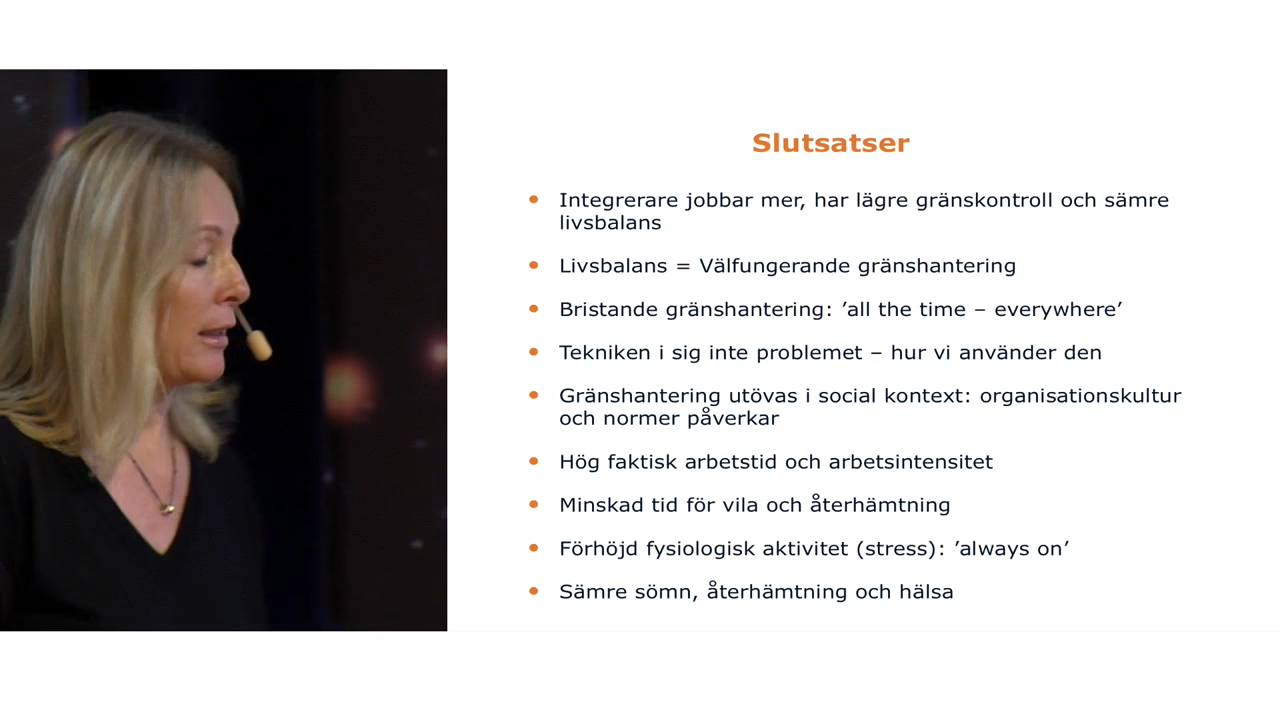 Slutsatser
• Integrerare jobbar mer, har lägre gränskontroll och sämre
livsbalans
• Livsbalans = Välfungerande gränshantering
• Bristande gränshantering: ’all the time – everywhere’
• Tekniken i sig inte problemet – hur vi använder den
• Gränshantering utövas i social kontext: organisationskultur
och normer påverkar
• Hög faktisk arbetstid och arbetsintensitet
• Minskad tid för vila och återhämtning
• Förhöjd fysiologisk aktivitet (stress): ’always on’
• Sämre sömn, återhämtning och hälsa